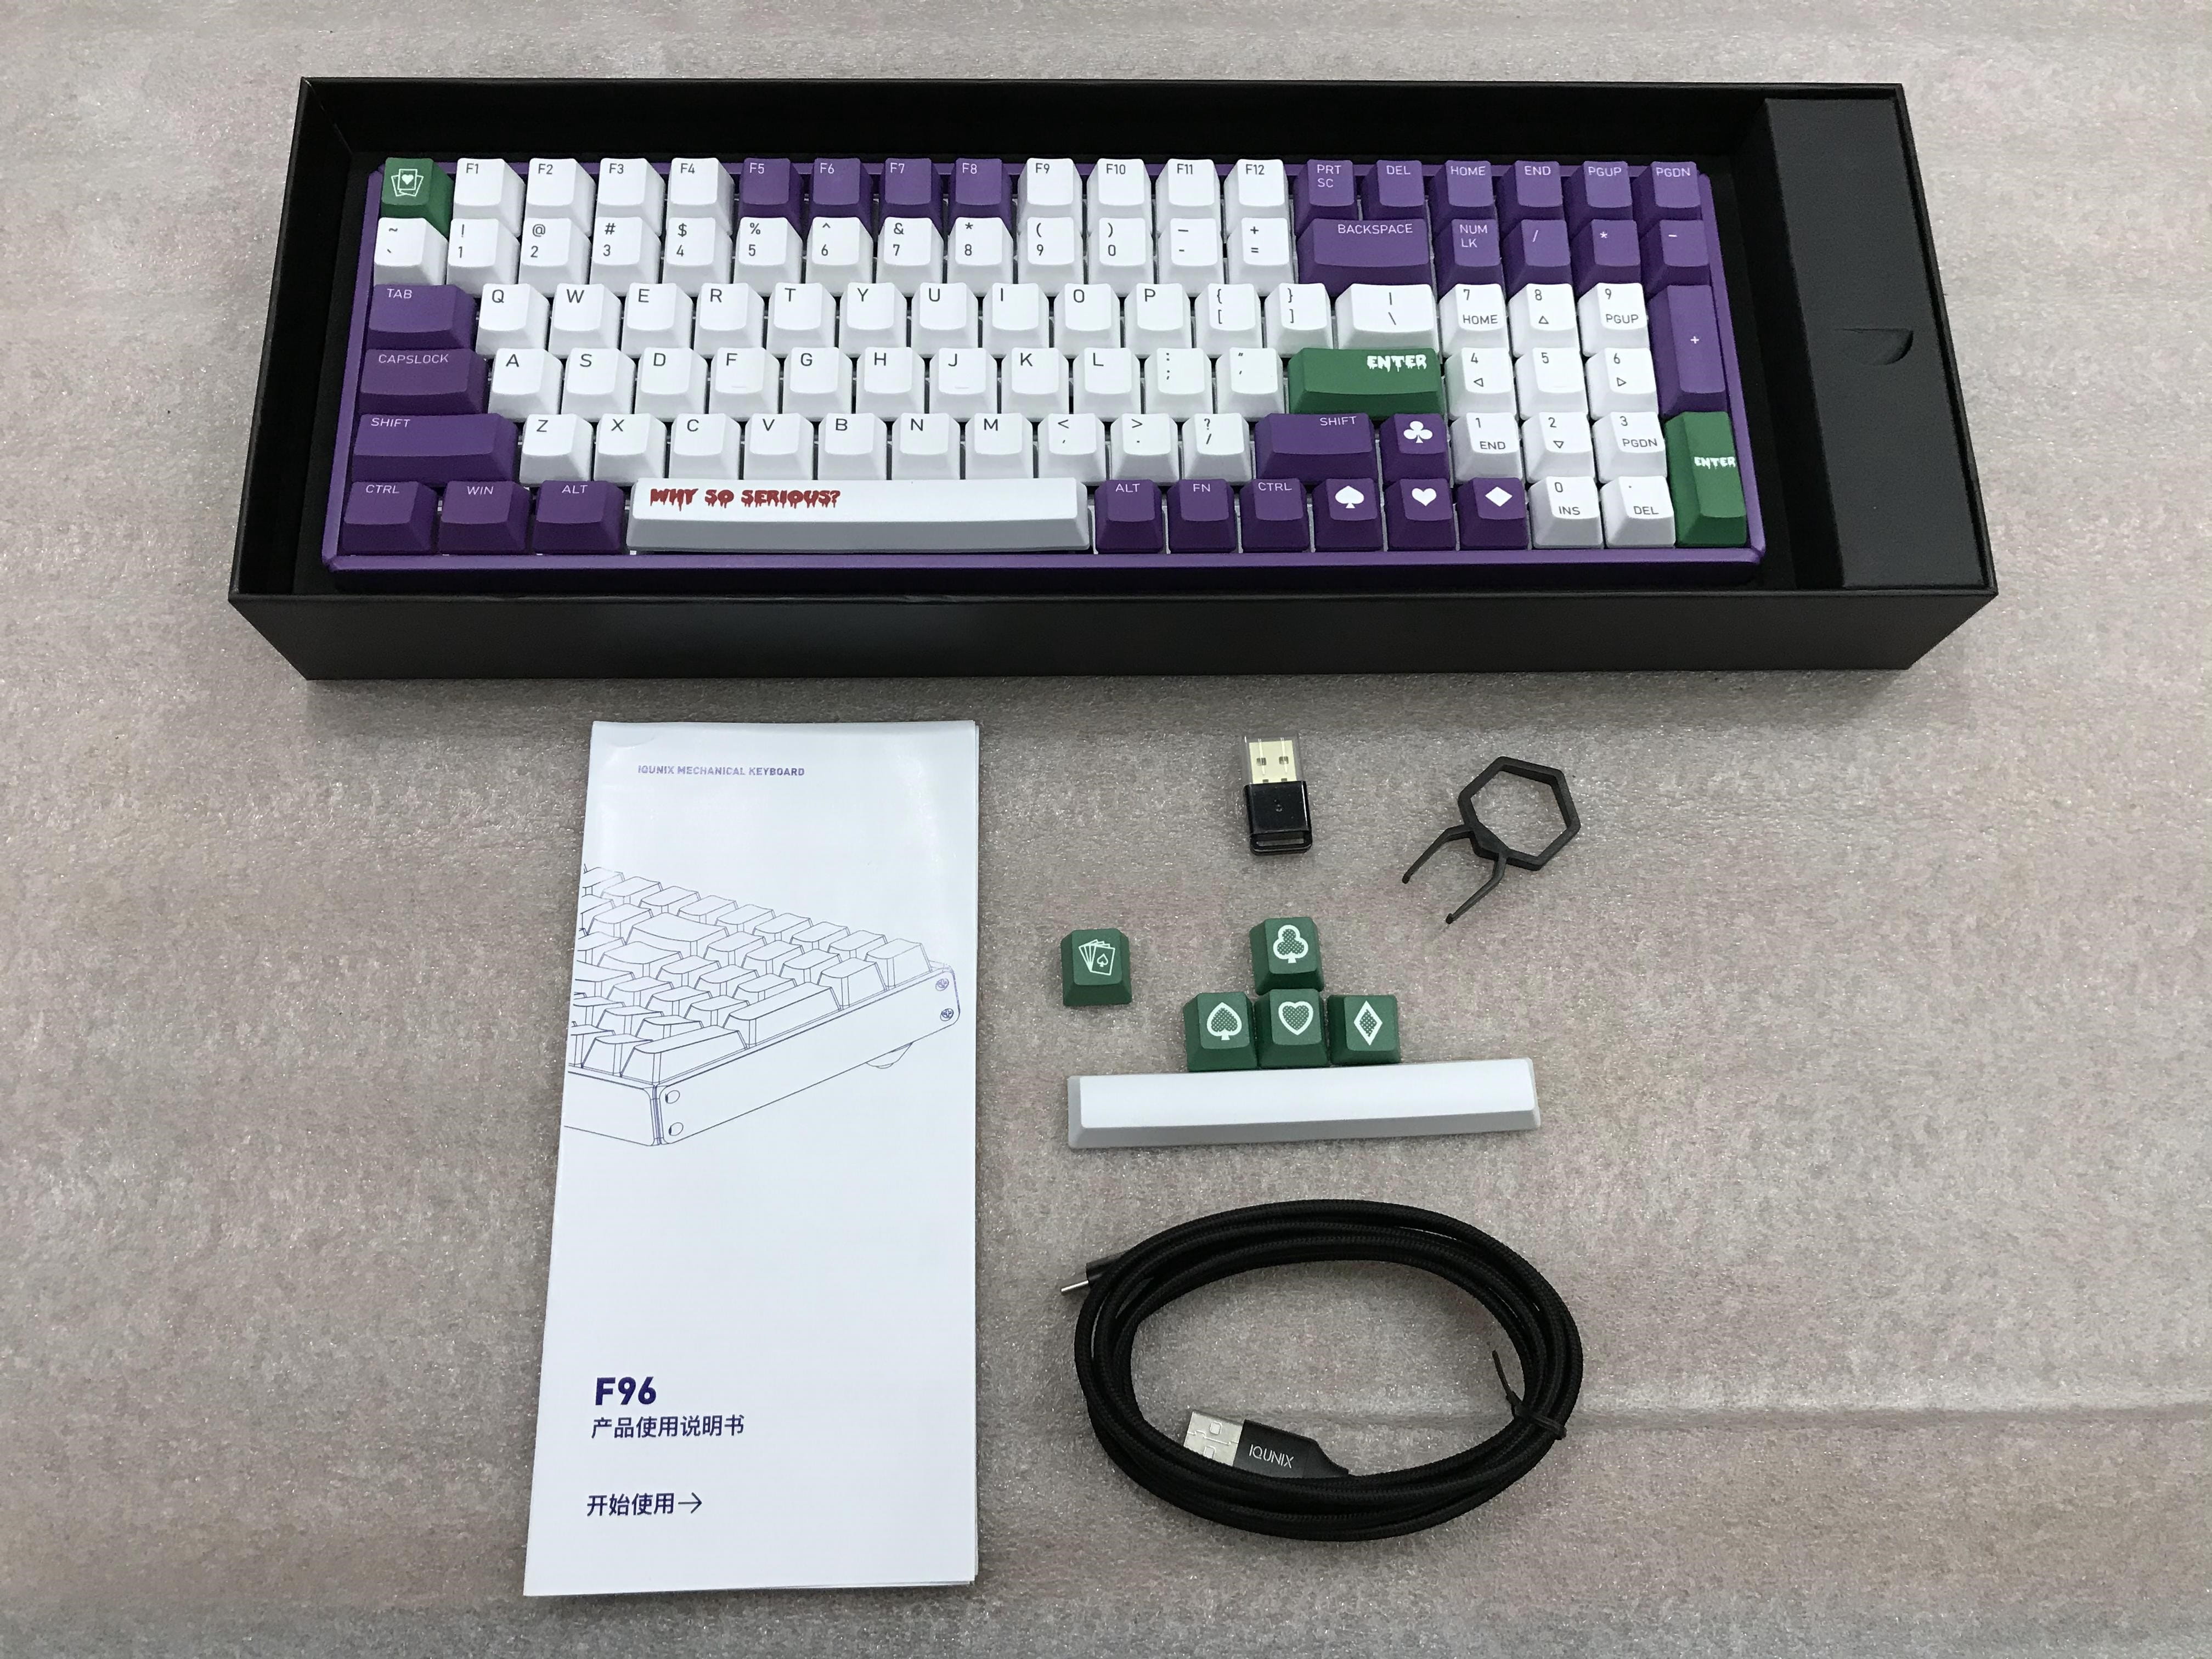 F1 F2 F3 F4 F5 F6 F7 F8 F9 F10 F11 F12 PRT SC DEL HOME END PGUP PGDN
~ ` | 1 @ 2 # 3 $ 4 % 5 ^ 6 & 7 * 8 ( 9 ) 0 — - + = BACKSPACE NUM LK / * -
TAB Q W E R T Y U I O P { [ } ] | \ 7 HOME 8 9 PGUP +
CAPSLOCK A S D F G H J K L : ; " ' ENTER 4 5 6
SHIFT Z X C V B N M < , > . ? / SHIFT 1 END 2 3 PGDN ENTER
CTRL WIN ALT WHY SO SERIOUS? ALT FN CTRL 0 INS . DEL
IQUNIX MECHANICAL KEYBOARD
F96
产品使用说明书
开始使用→
IQUNIX